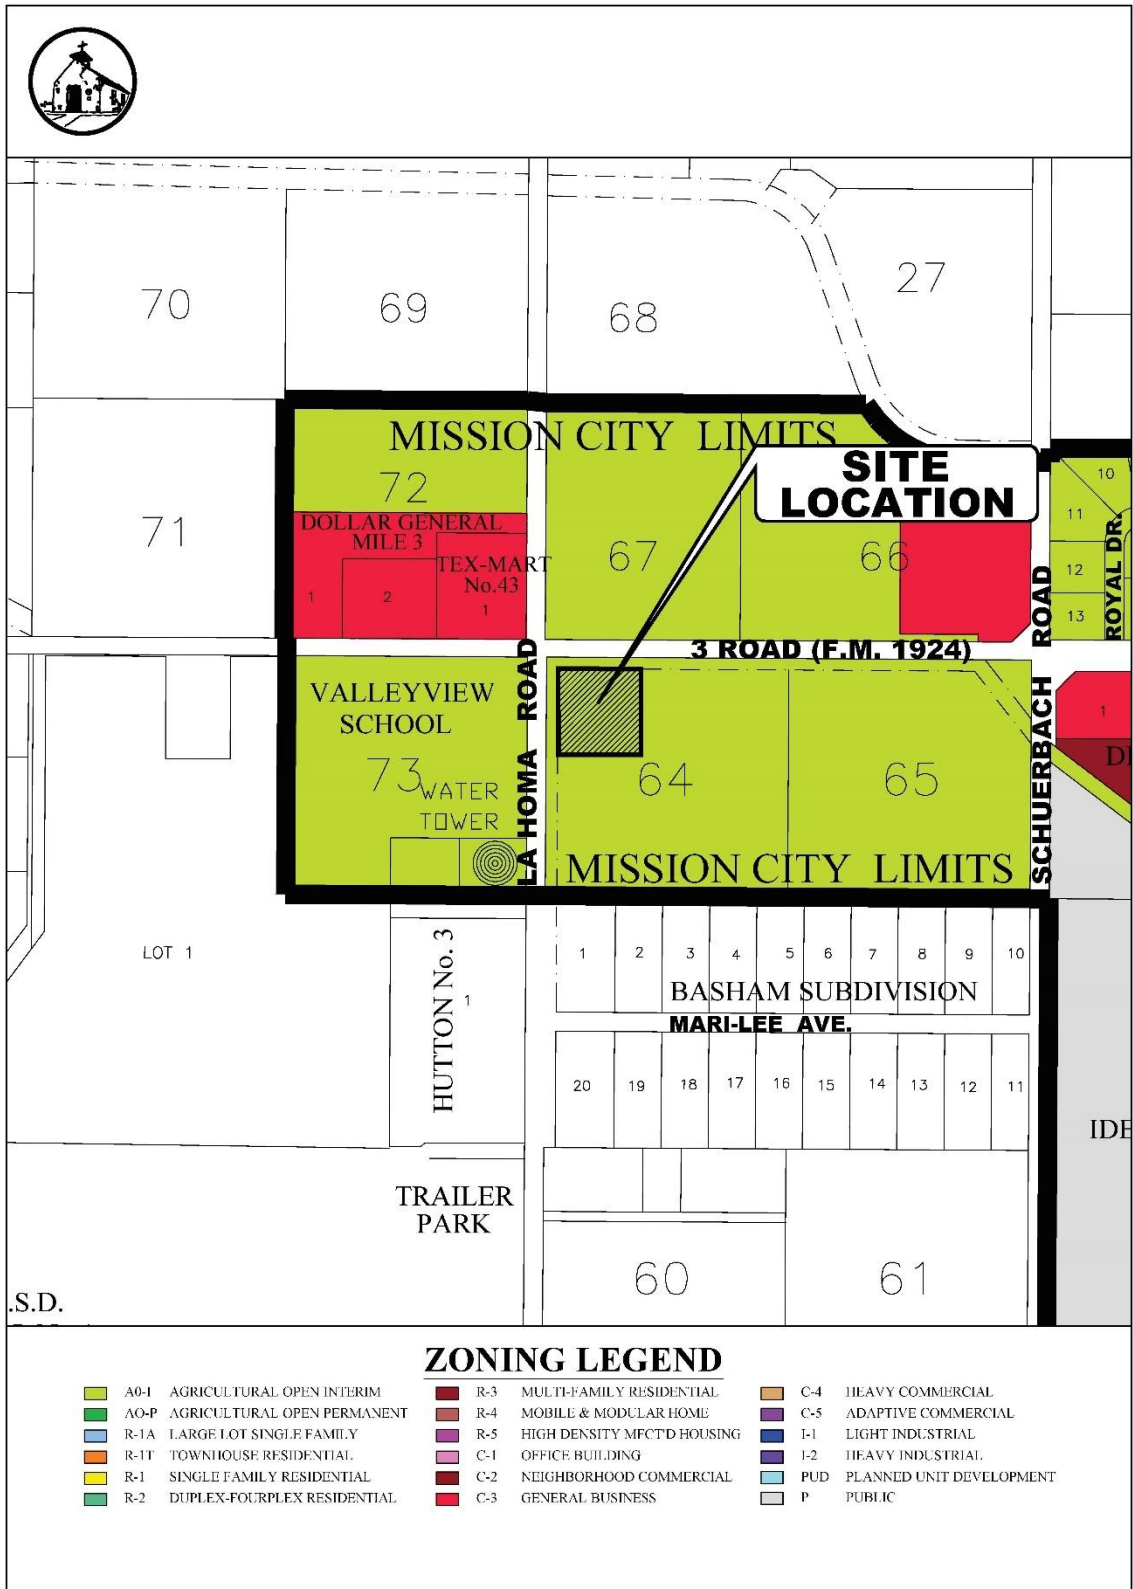 70
69
68
27
MISSION CITY LIMITS
72
SITE
LOCATION
10
11
71
DOLLAR GENERAL
MILE 3
TEX-MART
No.43
1
2
1
67
66
12
13
ROYAL DR.
3 ROAD (F.M. 1924)
LA HOMA ROAD
SCHUERBACH ROAD
VALLEYVIEW
SCHOOL
73
WATER
TOWER
64
65
1
MISSION CITY LIMITS
LOT 1
HUTTON No. 3
1
1 2 3 4 5 6 7 8 9 10
BASHAM SUBDIVISION
MARI-LEE AVE.
20 19 18 17 16 15 14 13 12 11
TRAILER
PARK
60
61
.S.D.
ZONING LEGEND
A0-I AGRICULTURAL OPEN INTERIM
AO-P AGRICULTURAL OPEN PERMANENT
R-1A LARGE LOT SINGLE FAMILY
R-1T TOWNHOUSE RESIDENTIAL
R-1 SINGLE FAMILY RESIDENTIAL
R-2 DUPLEX-FOURPLEX RESIDENTIAL
R-3 MULTI-FAMILY RESIDENTIAL
R-4 MOBILE & MODULAR HOME
R-5 HIGH DENSITY MFCT'D HOUSING
C-1 OFFICE BUILDING
C-2 NEIGHBORHOOD COMMERCIAL
C-3 GENERAL BUSINESS
C-4 HEAVY COMMERCIAL
C-5 ADAPTIVE COMMERCIAL
I-1 LIGHT INDUSTRIAL
I-2 HEAVY INDUSTRIAL
PUD PLANNED UNIT DEVELOPMENT
P PUBLIC